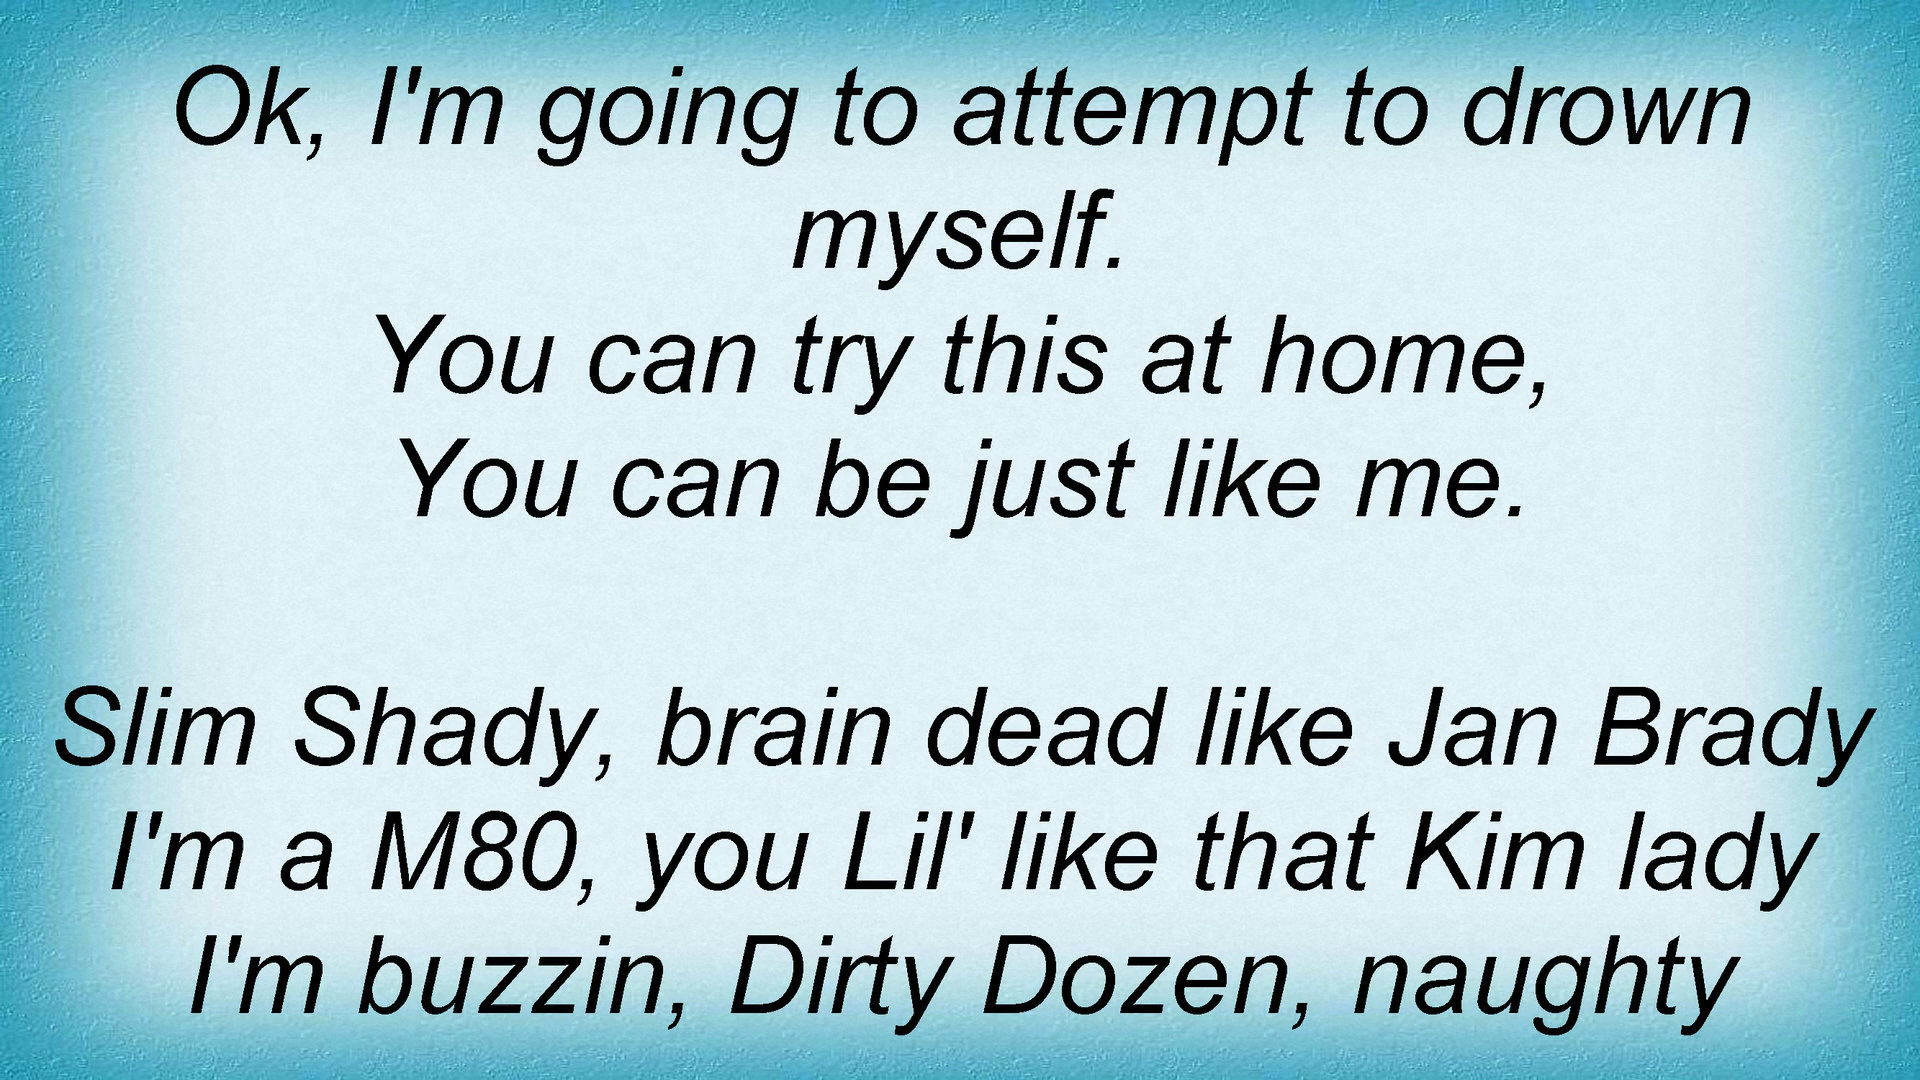 Ok, I'm going to attempt to drown
myself.
You can try this at home,
You can be just like me.
Slim Shady, brain dead like Jan Brady
I'm a M80, you Lil' like that Kim lady
I'm buzzin, Dirty Dozen, naughty